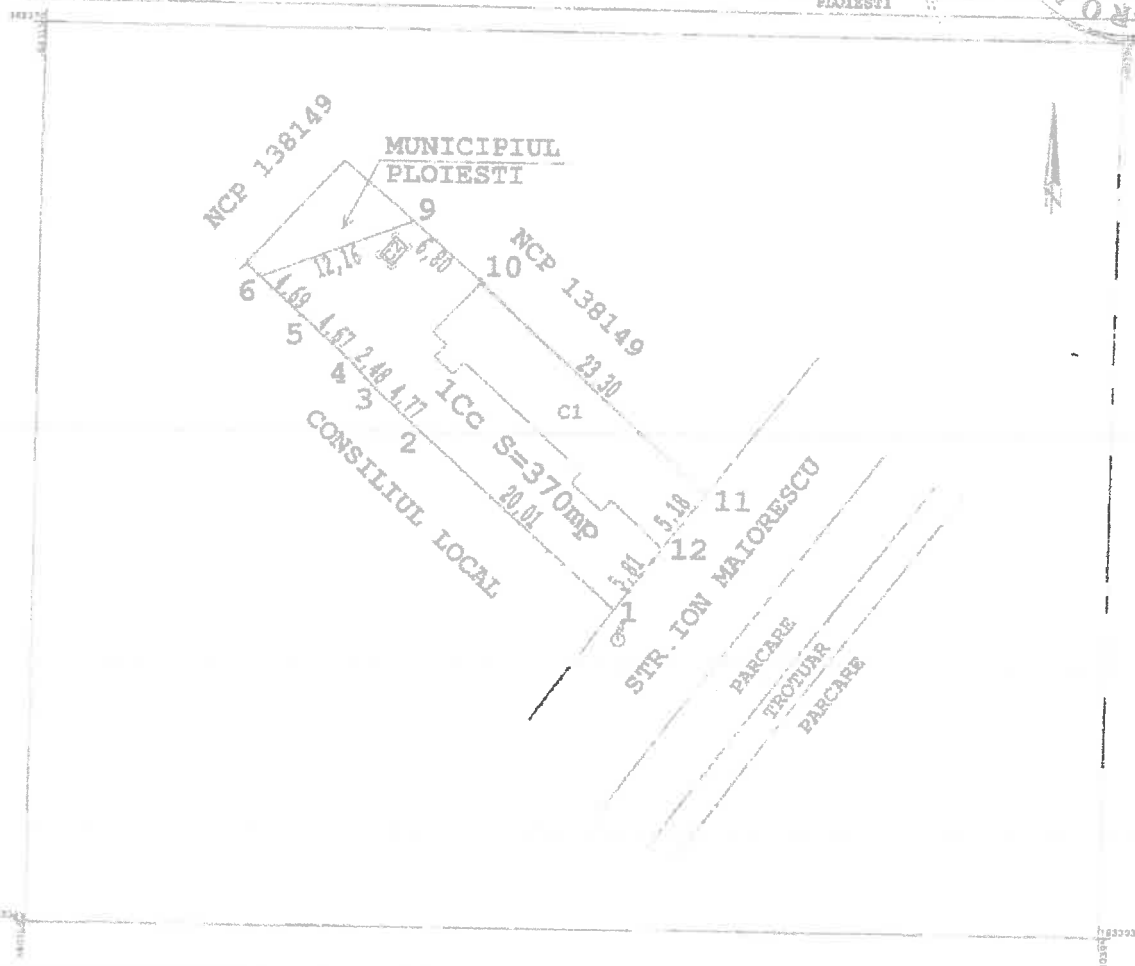 PLOIESTI
NCP 138149
MUNICIPIUL
PLOIESTI
9
12,16
6,80
10
NCP 138149
6
4,69
5
4,67
4
2,48
3
4,77
2
23,30
C1
1Cc S=370mp
CONSILIUL LOCAL
20,01
11
5,18
12
5,81
1
STR. ION MAIORESCU
PARCARE
TROTUAR
PARCARE